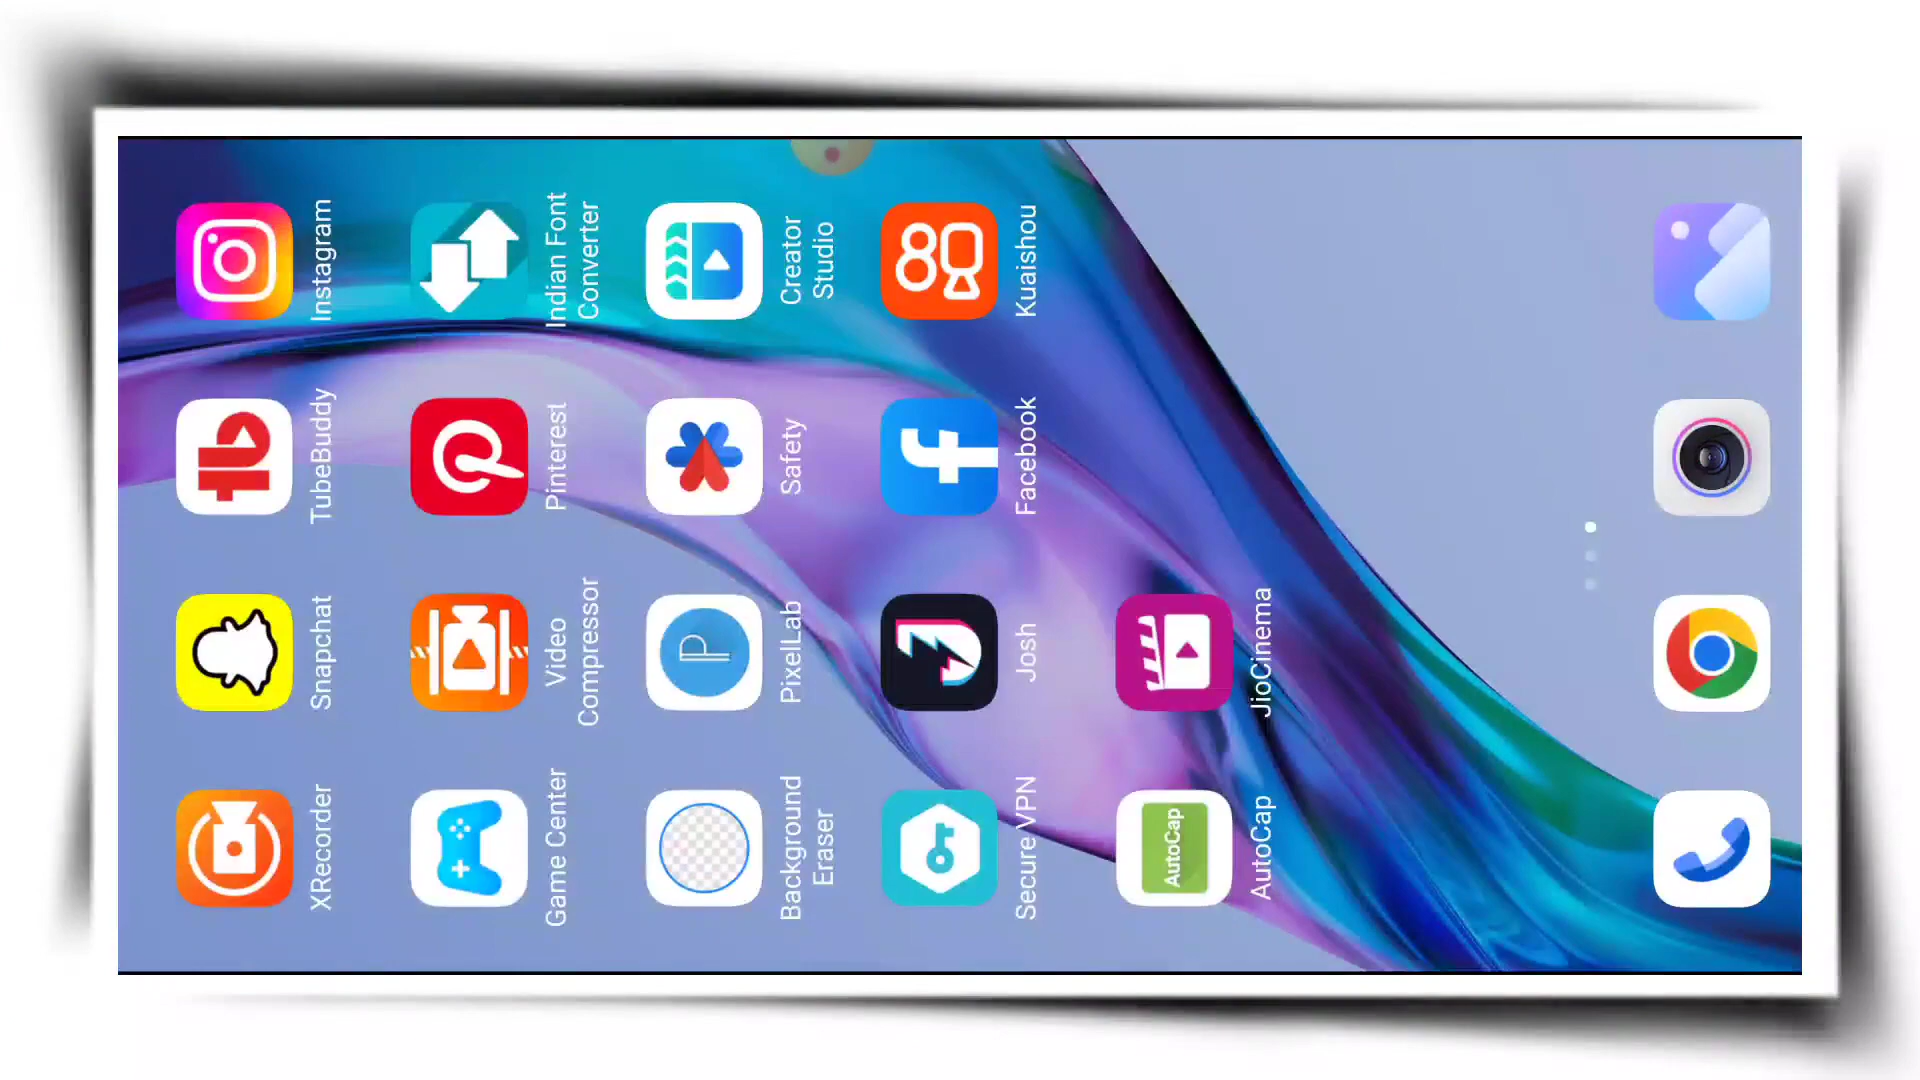 XRecorder
Snapchat
TubeBuddy
Instagram
Game Center
Video
Compressor
Pinterest
Indian Font
Converter
Background
Eraser
PixelLab
Safety
Creator
Studio
Secure VPN
Josh
Facebook
Kuaishou
AutoCap
AutoCap
JioCinema